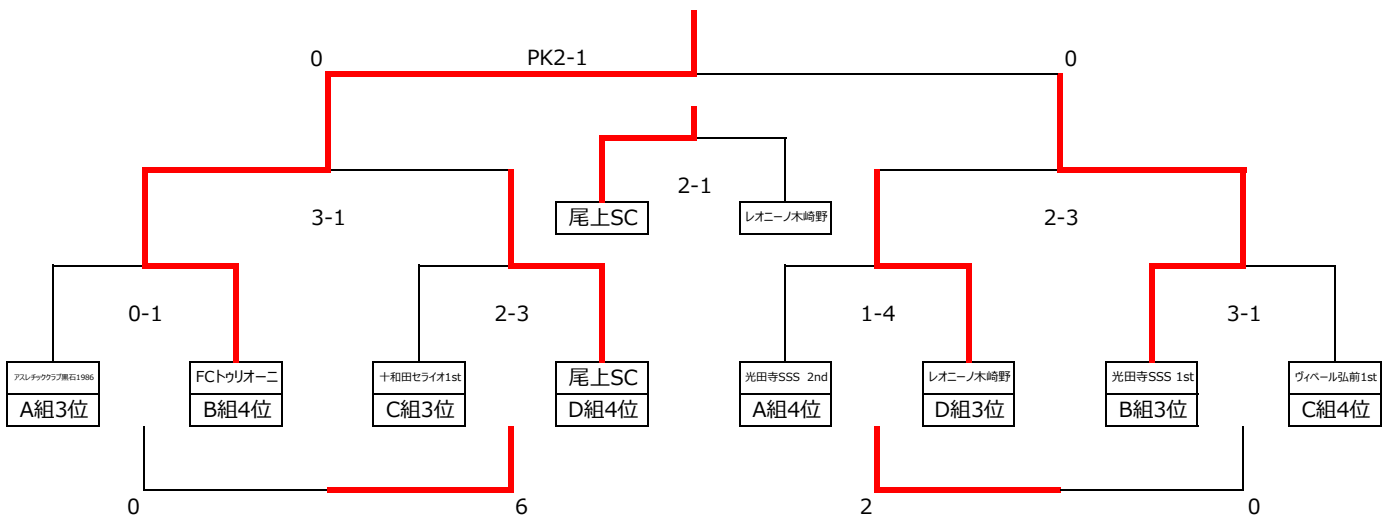 0 PK2-1 0
2-1
尾上SC レオニーノ木崎野
3-1 2-3
0-1 2-3 1-4 3-1
アスレチッククラブ黒石1986 FCトゥリオーニ 十和田セライオ1st 尾上SC 光田寺SSS 2nd レオニーノ木崎野 光田寺SSS 1st ヴィベール弘前1st
A組3位 B組4位 C組3位 D組4位 A組4位 D組3位 B組3位 C組4位
0 6 2 0